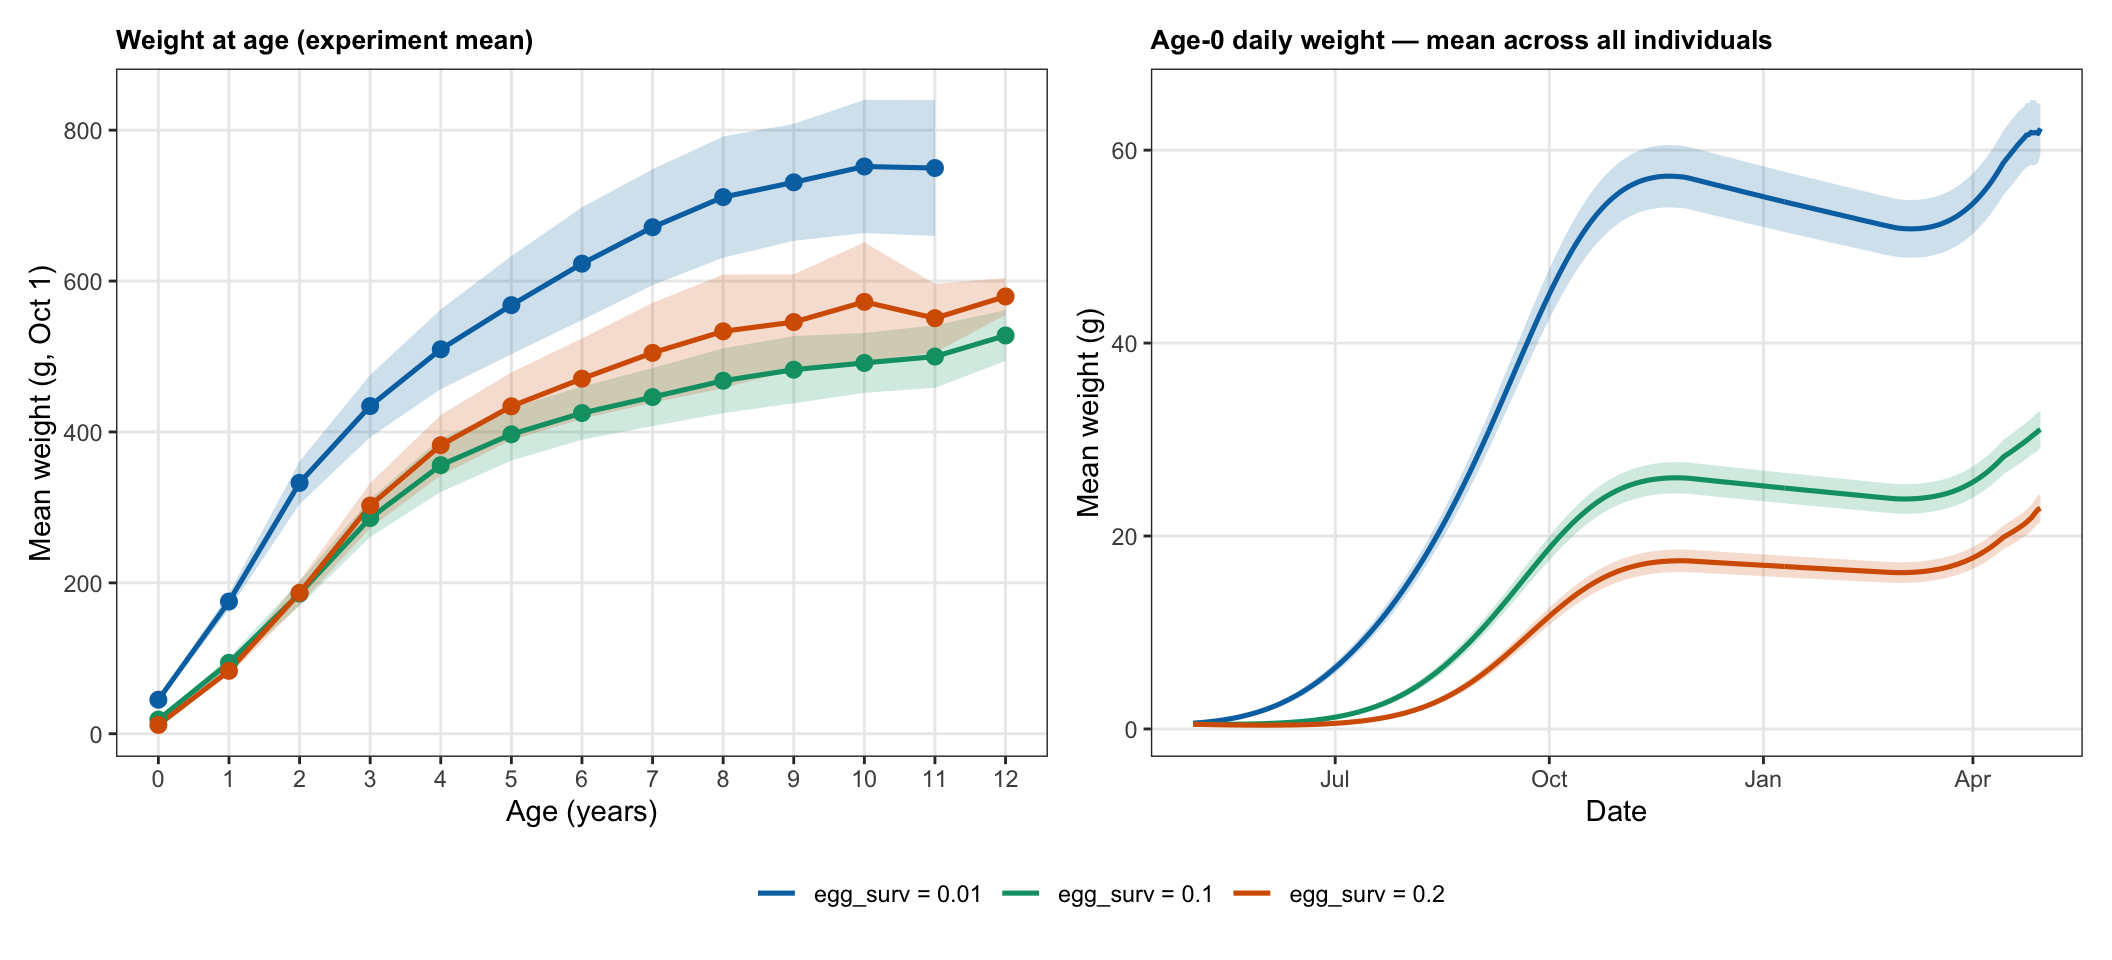 Weight at age (experiment mean)
Mean weight (g, Oct 1)
800
600
400
200
0
0 1 2 3 4 5 6 7 8 9 10 11 12
Age (years)
Age-0 daily weight — mean across all individuals
Mean weight (g)
60
40
20
0
Jul Oct Jan Apr
Date
egg_surv = 0.01 egg_surv = 0.1 egg_surv = 0.2